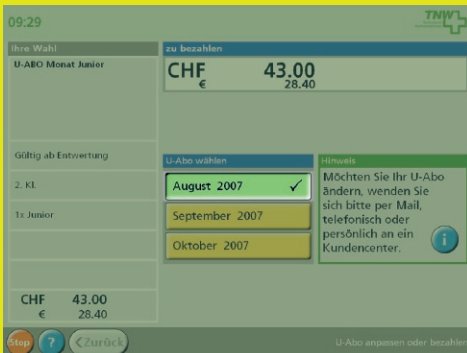 09:29
TNW
Ihre Wahl
U-ABO Monat Junior
Gültig ab Entwertung
2. Kl.
1x Junior
CHF 43.00
€ 28.40
zu bezahlen
CHF 43.00
€ 28.40
U-Abo wählen
August 2007
September 2007
Oktober 2007
Hinweis
Möchten Sie Ihr U-Abo
ändern, wenden Sie
sich bitte per Mail,
telefonisch oder
persönlich an ein
Kundencenter.
i
Stop
?
Zurück
U-Abo anpassen oder bezahlen